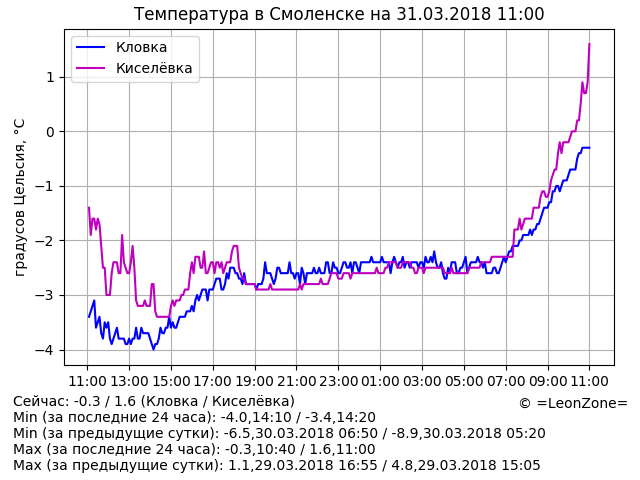 Температура в Смоленске на 31.03.2018 11:00
Кловка
Киселёвка
градусов Цельсия, °C
1
0
−1
−2
−3
−4
11:00 13:00 15:00 17:00 19:00 21:00 23:00 01:00 03:00 05:00 07:00 09:00 11:00
Сейчас: -0.3 / 1.6 (Кловка / Киселёвка)
© =LeonZone=
Min (за последние 24 часа): -4.0,14:10 / -3.4,14:20
Min (за предыдущие сутки): -6.5,30.03.2018 06:50 / -8.9,30.03.2018 05:20
Max (за последние 24 часа): -0.3,10:40 / 1.6,11:00
Max (за предыдущие сутки): 1.1,29.03.2018 16:55 / 4.8,29.03.2018 15:05